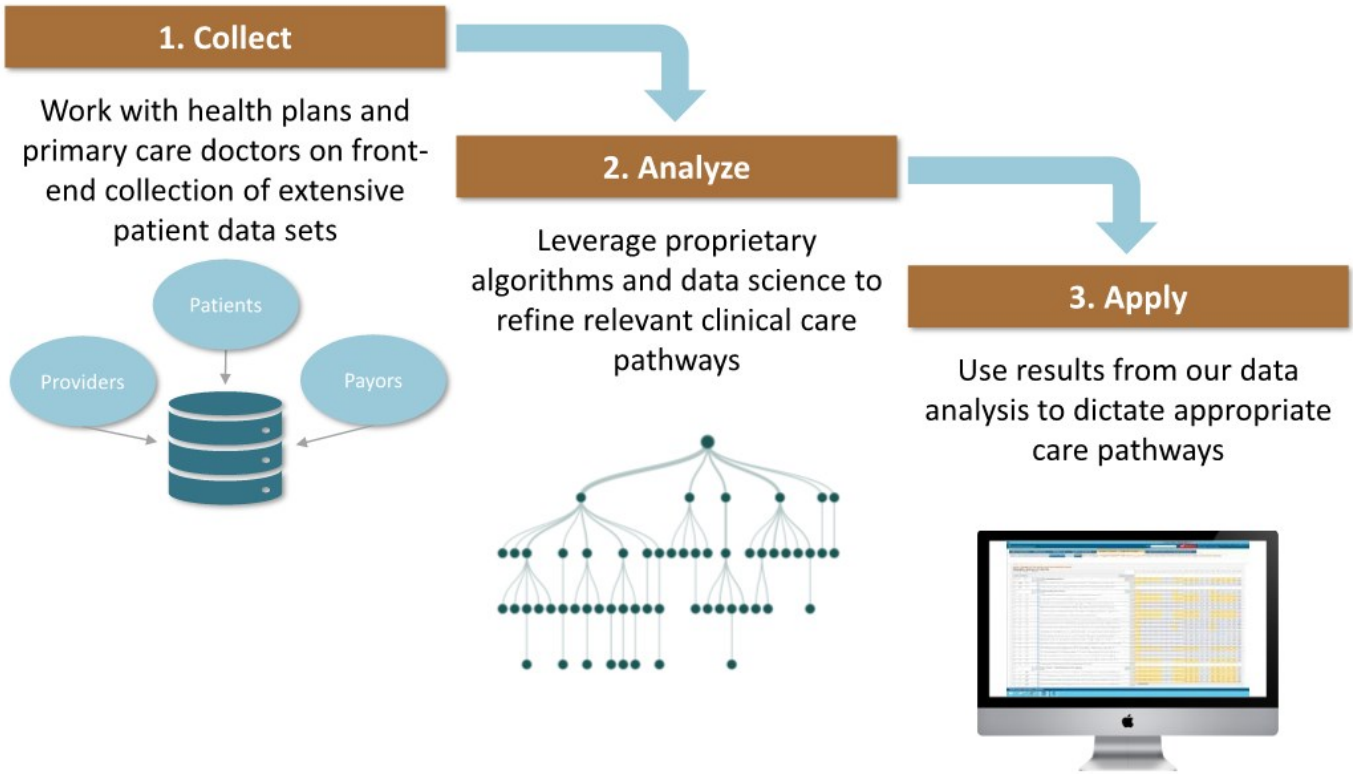 1. Collect
Work with health plans and
primary care doctors on front-
end collection of extensive
patient data sets
Patients
Providers
Payors
2. Analyze
Leverage proprietary
algorithms and data science to
refine relevant clinical care
pathways
3. Apply
Use results from our data
analysis to dictate appropriate
care pathways